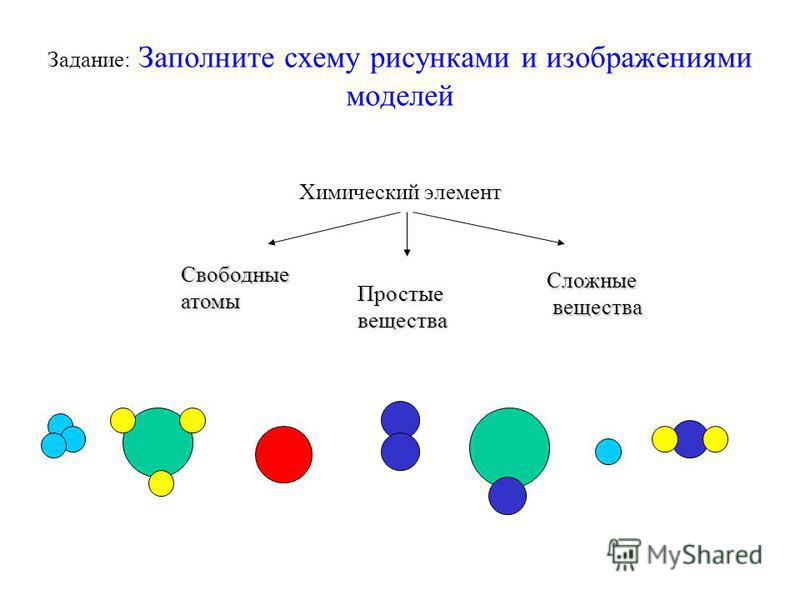 Задание: Заполните схему рисунками и изображениями
моделей
Химический элемент
Свободные
атомы
Простые
вещества
Сложные
вещества
MyShared